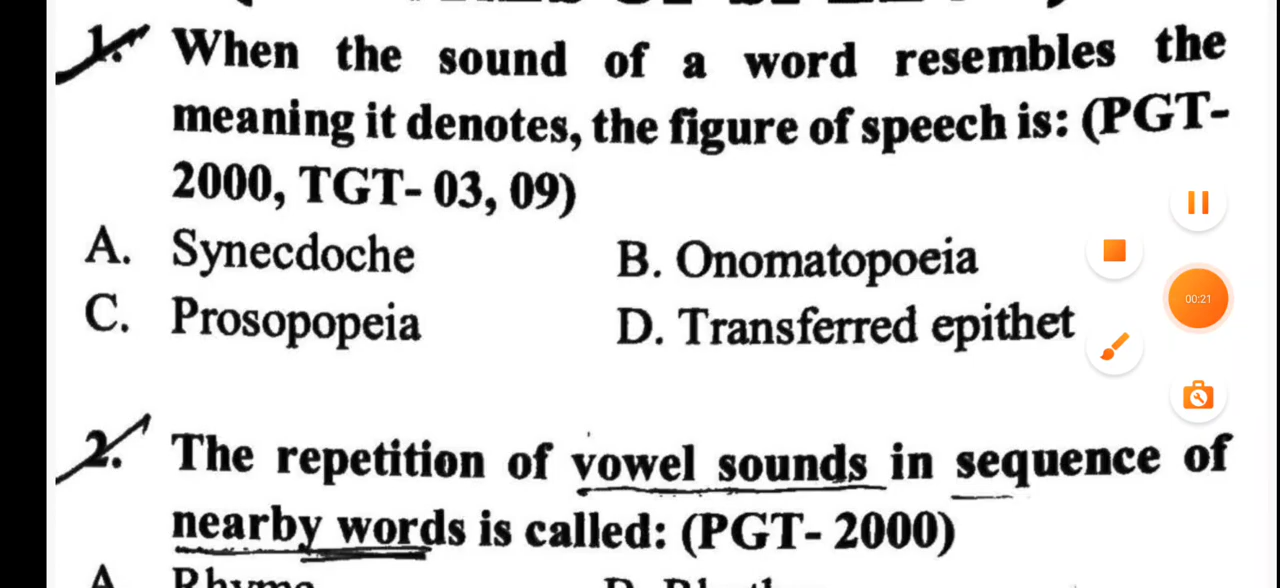 1. When the sound of a word resembles the
meaning it denotes, the figure of speech is: (PGT-
2000, TGT- 03, 09)
A. Synecdoche B. Onomatopoeia
C. Prosopopeia D. Transferred epithet
00:21
2. The repetition of vowel sounds in sequence of
nearby words is called: (PGT- 2000)
A. Rhyme